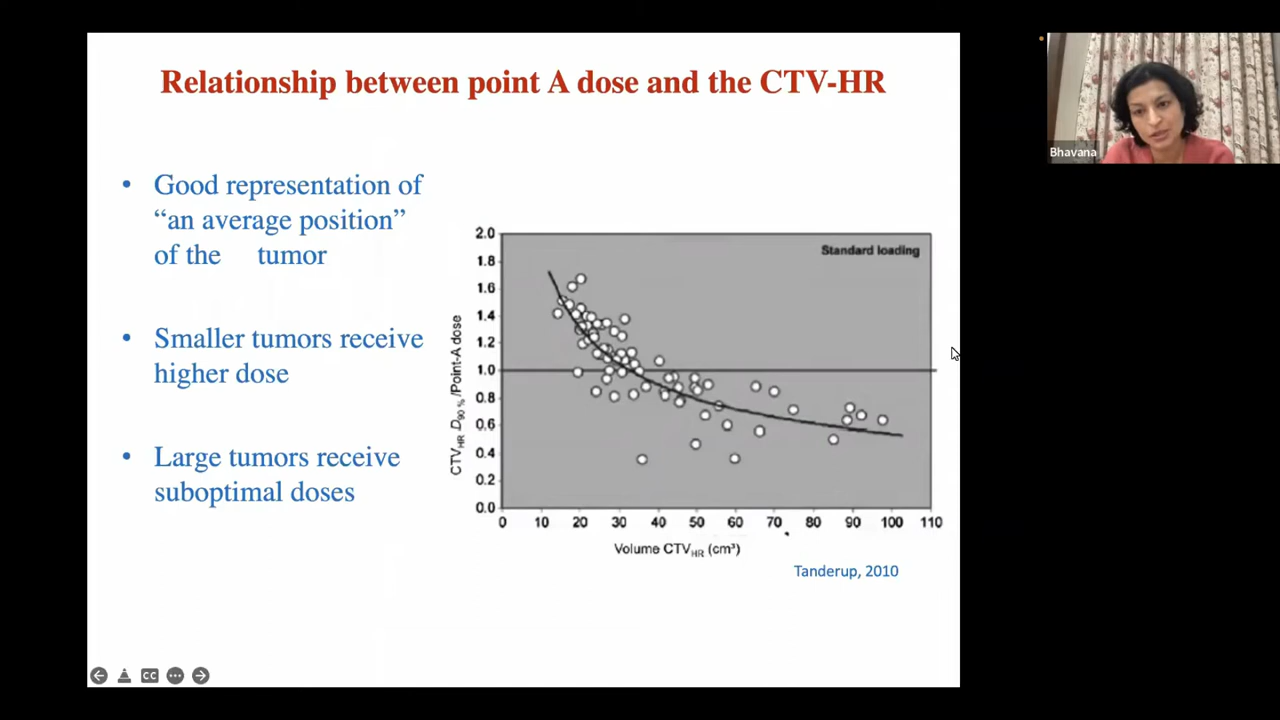 Relationship between point A dose and the CTV-HR
Bhavana
• Good representation of
“an average position”
of the tumor
• Smaller tumors receive
higher dose
• Large tumors receive
suboptimal doses
Standard loading
CTV_HR D_90 %/Point-A dose
2.0
1.8
1.6
1.4
1.2
1.0
0.8
0.6
0.4
0.2
0.0
0 10 20 30 40 50 60 70 80 90 100 110
Volume CTV_HR (cm³)
Tanderup, 2010
CC